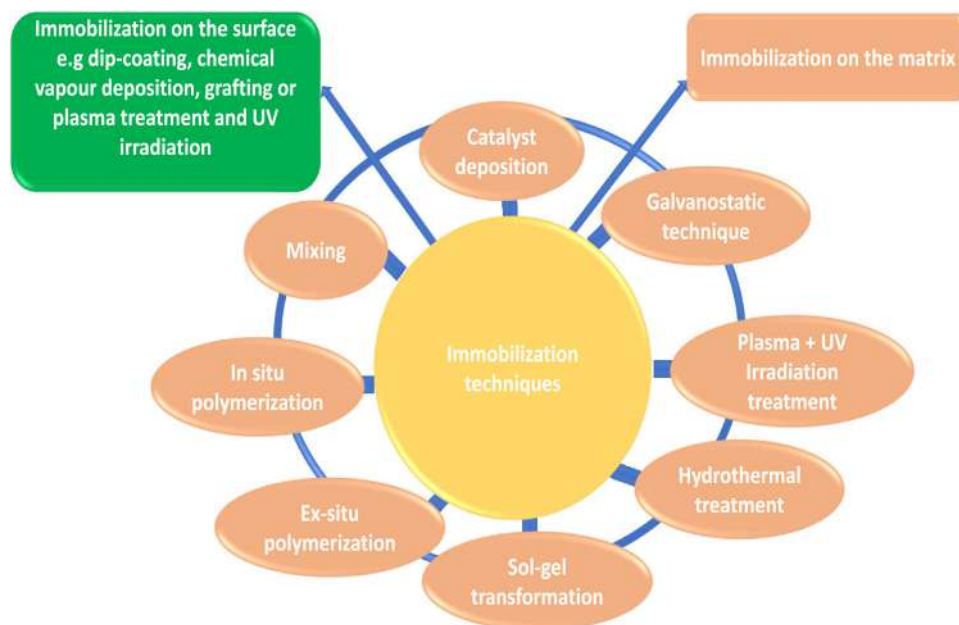 Immobilization on the surface
e.g dip-coating, chemical
vapour deposition, grafting or
plasma treatment and UV
irradiation
Immobilization on the matrix
Catalyst
deposition
Galvanostatic
technique
Mixing
Immobilization
techniques
Plasma + UV
Irradiation
treatment
In situ
polymerization
Hydrothermal
treatment
Ex-situ
polymerization
Sol-gel
transformation